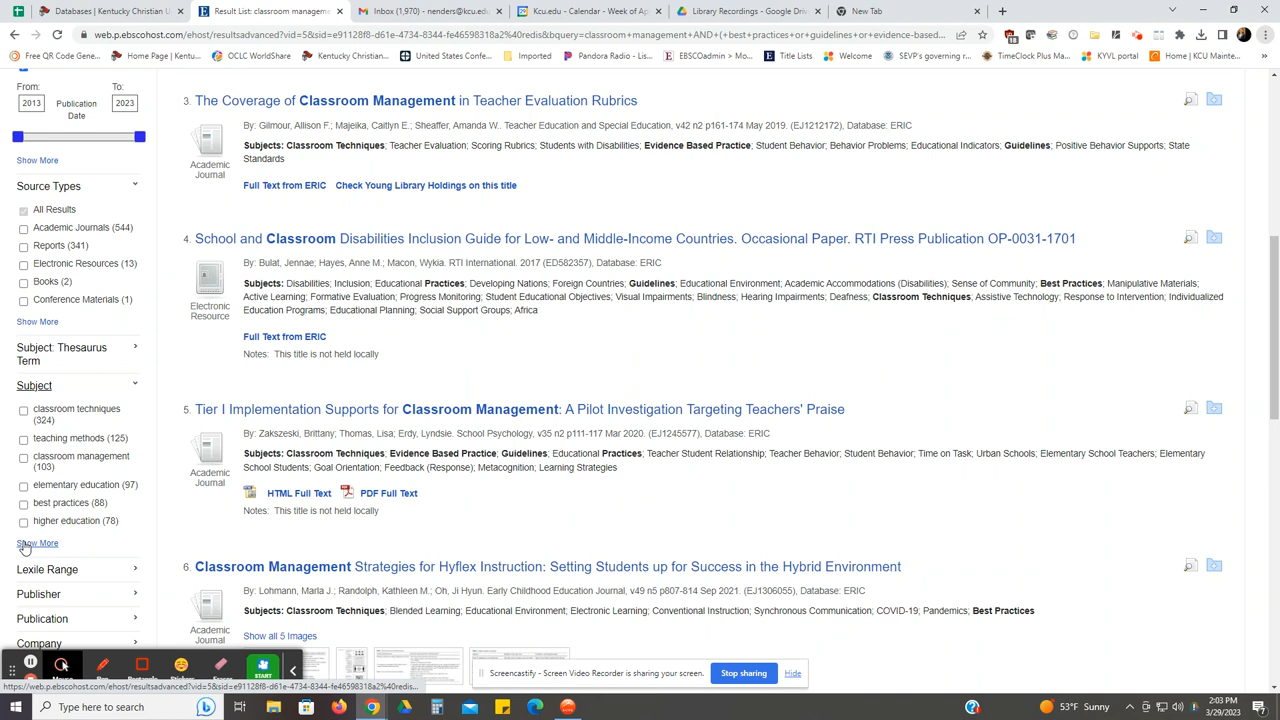 Databases | Kentucky Christian U
Result List: classroom managem
Inbox (1,970) - nenders@kcu.ed
Kcu.edu - Calendar - Week of Ap
Library Recordings - Google Driv
New Tab
web.p.ebscohost.com/ehost/resultsadvanced?vid=5&sid=e91128f8-d61e-4734-8344-fe46598318a2%40redis&bquery=classroom+management+AND+(+best+practices+or+guidelines+or+evidence-based...
Free QR Code Gene...
Home Page | Kentu...
OCLC WorldShare
Kentucky Christian...
United States Confe...
Imported
Pandora Radio - Lis...
EBSCOadmin > Mo...
Title Lists
Welcome
SEVP's governing r...
TimeClock Plus Ma...
KYVL portal
Home | KCU Mainte...
From:
To:
2013
Publication Date
2023
Show More
Source Types
All Results
Academic Journals (544)
Reports (341)
Electronic Resources (13)
Books (2)
Conference Materials (1)
Show More
Subject: Thesaurus
Term
Subject
classroom techniques
(324)
teaching methods (125)
classroom management
(103)
elementary education (97)
best practices (88)
higher education (78)
Show More
Lexile Range
Publisher
Publication
Company
3. The Coverage of Classroom Management in Teacher Evaluation Rubrics
By: Gilmour, Allison F.; Majeika, Caitlyn E.; Sheaffer, Amanda W.. Teacher Education and Special Education, v42 n2 p161-174 May 2019. (EJ1212172), Database: ERIC
Academic
Journal
Subjects: Classroom Techniques; Teacher Evaluation; Scoring Rubrics; Students with Disabilities; Evidence Based Practice; Student Behavior; Behavior Problems; Educational Indicators; Guidelines; Positive Behavior Supports; State
Standards
Full Text from ERIC Check Young Library Holdings on this title
4. School and Classroom Disabilities Inclusion Guide for Low- and Middle-Income Countries. Occasional Paper. RTI Press Publication OP-0031-1701
By: Bulat, Jennae; Hayes, Anne M.; Macon, Wykia. RTI International. 2017 (ED582357), Database: ERIC
Electronic
Resource
Subjects: Disabilities; Inclusion; Educational Practices; Developing Nations; Foreign Countries; Guidelines; Educational Environment; Academic Accommodations (Disabilities); Sense of Community; Best Practices; Manipulative Materials;
Active Learning; Formative Evaluation; Progress Monitoring; Student Educational Objectives; Visual Impairments; Blindness; Hearing Impairments; Deafness; Classroom Techniques; Assistive Technology; Response to Intervention; Individualized
Education Programs; Educational Planning; Social Support Groups; Africa
Full Text from ERIC
Notes: This title is not held locally
5. Tier I Implementation Supports for Classroom Management: A Pilot Investigation Targeting Teachers' Praise
By: Zakszeski, Brittany; Thomas, Lisa; Erdy, Lyndsie. School Psychology, v35 n2 p111-117 Mar 2020. (EJ1245577), Database: ERIC
Academic
Journal
Subjects: Classroom Techniques; Evidence Based Practice; Guidelines; Educational Practices; Teacher Student Relationship; Teacher Behavior; Student Behavior; Time on Task; Urban Schools; Elementary School Teachers; Elementary
School Students; Goal Orientation; Feedback (Response); Metacognition; Learning Strategies
HTML Full Text PDF Full Text
Notes: This title is not held locally
6. Classroom Management Strategies for Hyflex Instruction: Setting Students up for Success in the Hybrid Environment
By: Lohmann, Marla J.; Randolph, Kathleen M.; Oh, Ji Hyun. Early Childhood Education Journal, v49 n5 p807-814 Sep 2021. (EJ1306055), Database: ERIC
Academic
Journal
Subjects: Classroom Techniques; Blended Learning; Educational Environment; Electronic Learning; Conventional Instruction; Synchronous Communication; COVID-19; Pandemics; Best Practices
Show all 5 Images
START
Screencastify - Screen Video Recorder is sharing your screen.
Stop sharing
Hide
https://web.p.ebscohost.com/ehost/resultsadvanced?vid=5&sid=e91128f8-d61e-4734-8344-fe46598318a2%40redis...
Type here to search
53°F Sunny
2:03 PM
3/29/2023